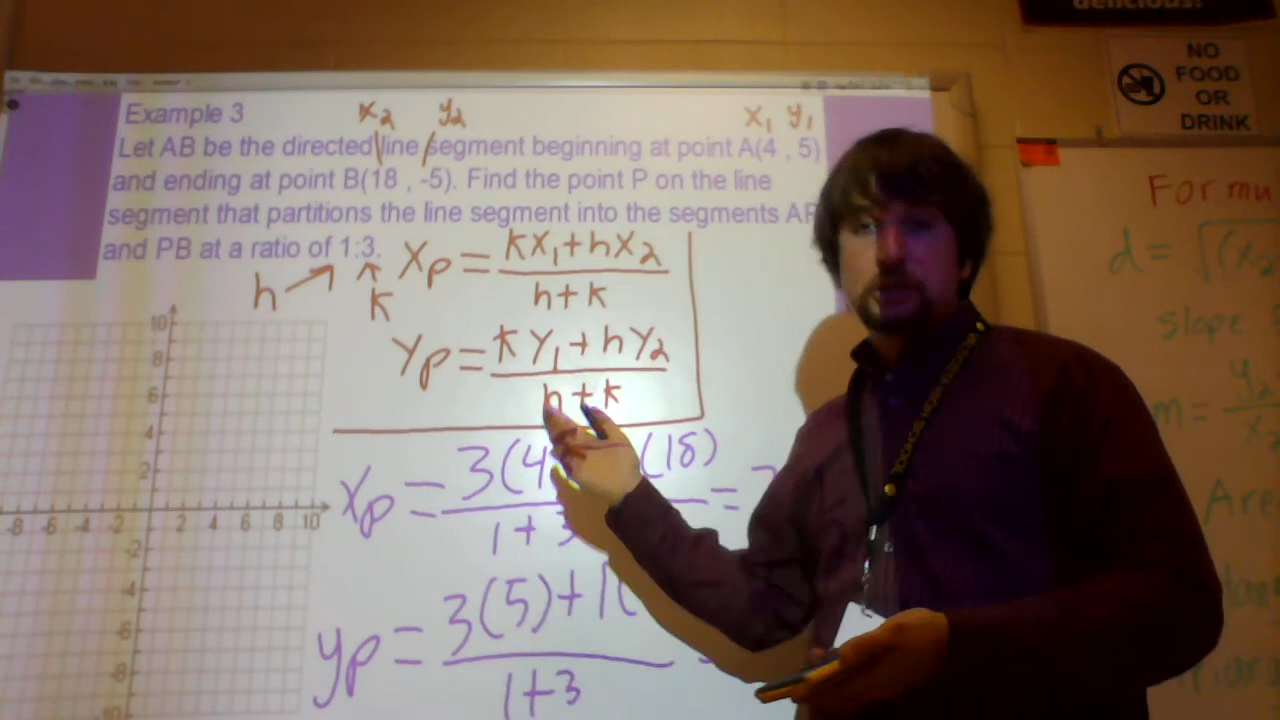 delicious!
NO
FOOD
OR
DRINK
Example 3
x2 y2 x1 y1
Let AB be the directed line segment beginning at point A(4 , 5)
and ending at point B(18 , -5). Find the point P on the line
segment that partitions the line segment into the segments AP
and PB at a ratio of 1:3.
h k
xp = kx1+hx2
h+k
yp = ky1+hy2
h+k
xp = 3(4 (18) =
1+3
yp = 3(5)+1(
1+3
10
8
6
4
2
-8 -6 -4 -2 2 4 6 8 10
-2
-4
-6
-8
-10
d = √(x2
slope
m = y2
x2